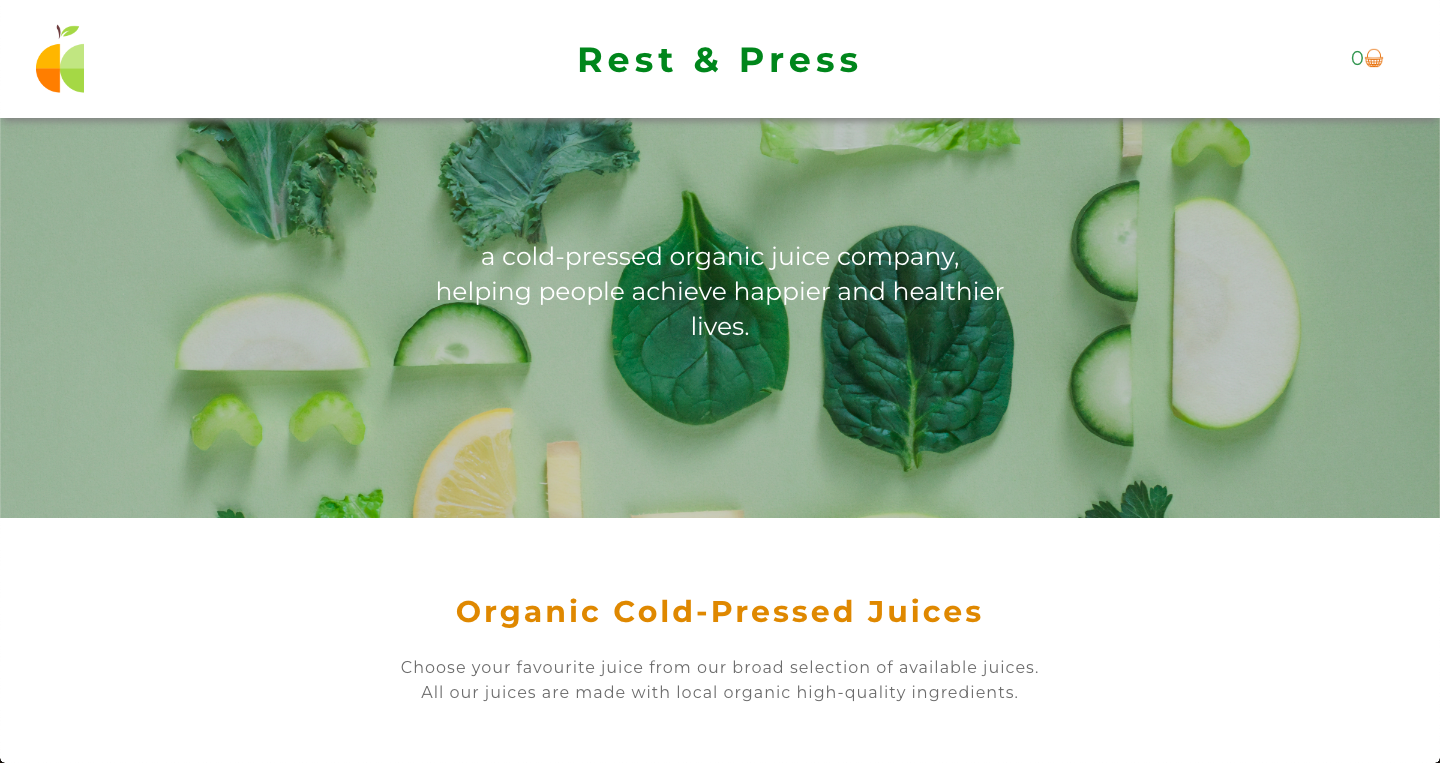 Rest & Press
0
a cold-pressed organic juice company,
helping people achieve happier and healthier
lives.
Organic Cold-Pressed Juices
Choose your favourite juice from our broad selection of available juices.
All our juices are made with local organic high-quality ingredients.